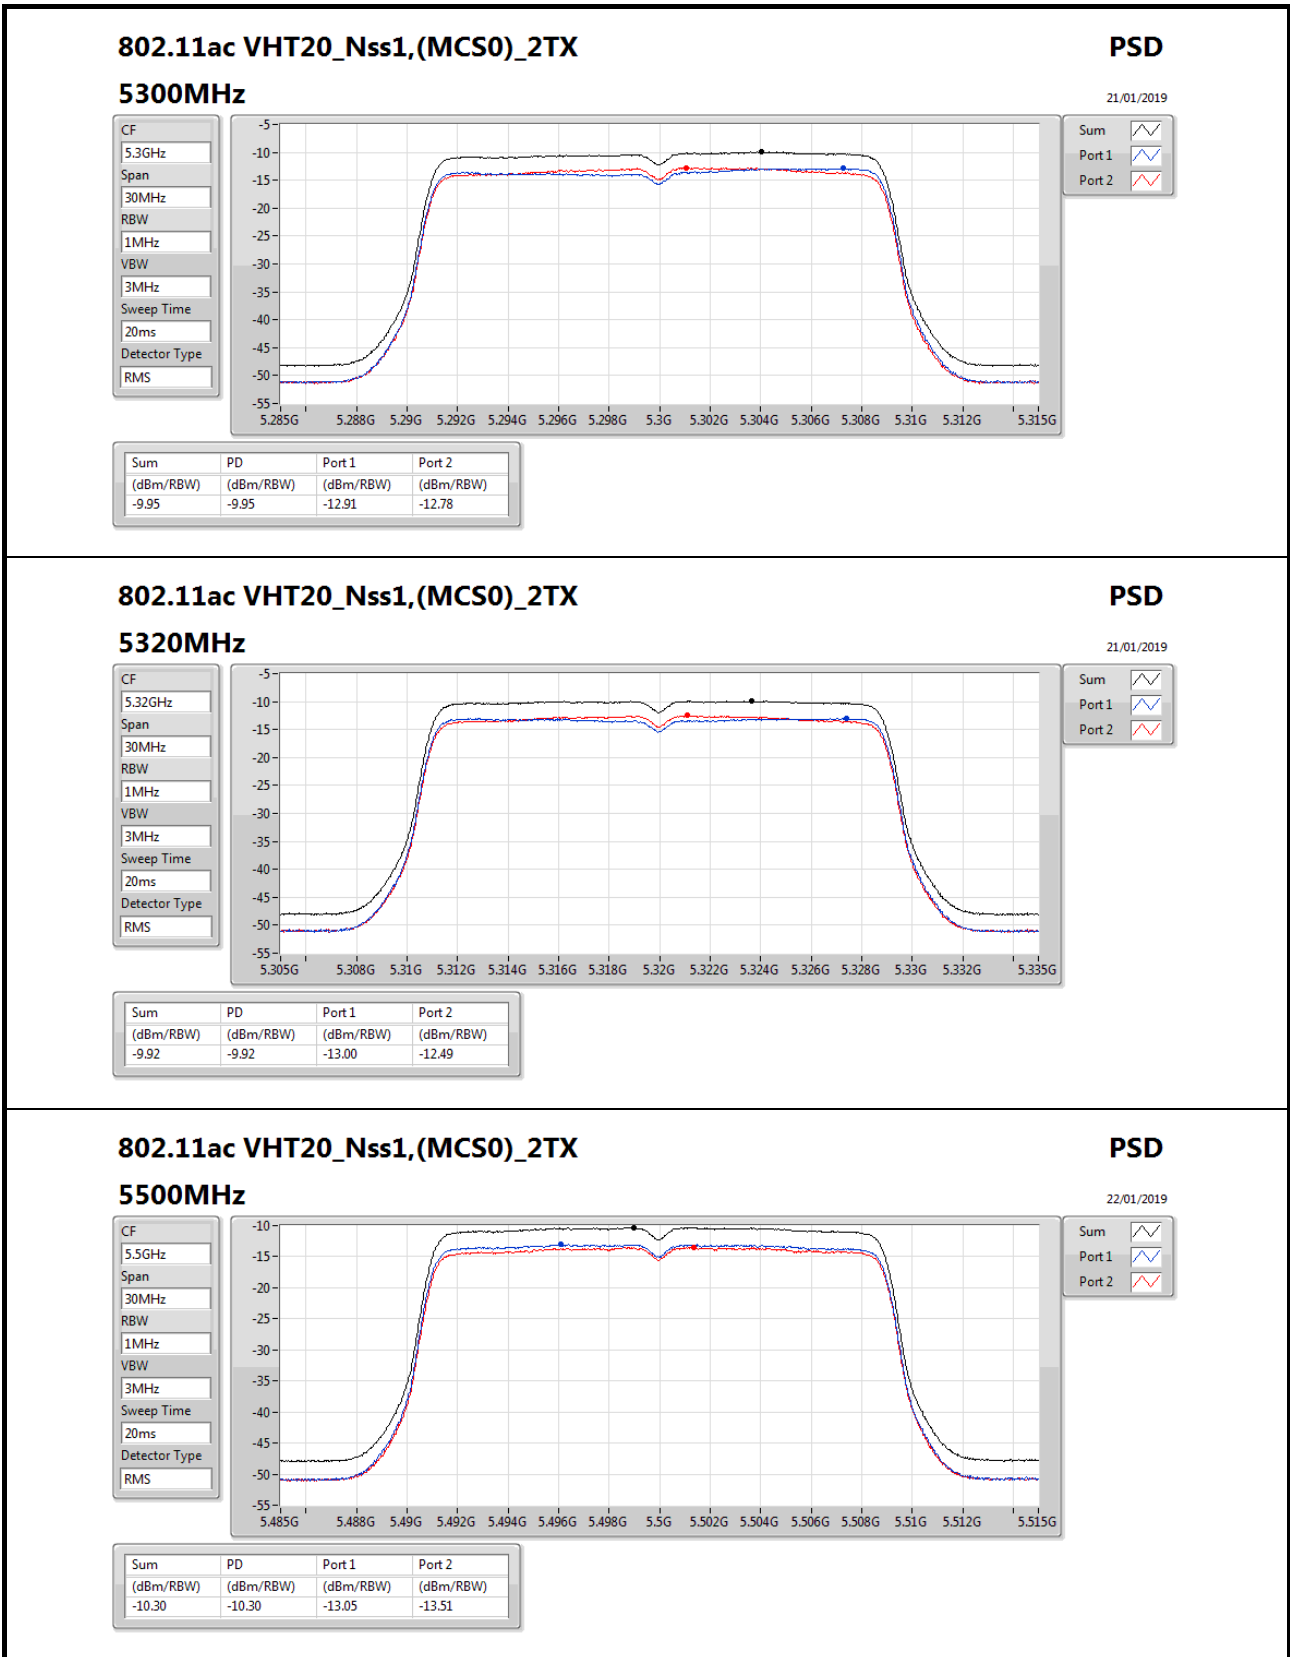 802.11ac VHT20_Nss1,(MCS0)_2TX PSD
5300MHz 21/01/2019
CF
5.3GHz
Span
30MHz
RBW
1MHz
VBW
3MHz
Sweep Time
20ms
Detector Type
RMS
-5
-10
-15
-20
-25
-30
-35
-40
-45
-50
-55
5.285G 5.288G 5.29G 5.292G 5.294G 5.296G 5.298G 5.3G 5.302G 5.304G 5.306G 5.308G 5.31G 5.312G 5.315G
Sum
Port 1
Port 2
Sum PD Port 1 Port 2
(dBm/RBW) (dBm/RBW) (dBm/RBW) (dBm/RBW)
-9.95 -9.95 -12.91 -12.78
802.11ac VHT20_Nss1,(MCS0)_2TX PSD
5320MHz 21/01/2019
CF
5.32GHz
Span
30MHz
RBW
1MHz
VBW
3MHz
Sweep Time
20ms
Detector Type
RMS
-5
-10
-15
-20
-25
-30
-35
-40
-45
-50
-55
5.305G 5.308G 5.31G 5.312G 5.314G 5.316G 5.318G 5.32G 5.322G 5.324G 5.326G 5.328G 5.33G 5.332G 5.335G
Sum
Port 1
Port 2
Sum PD Port 1 Port 2
(dBm/RBW) (dBm/RBW) (dBm/RBW) (dBm/RBW)
-9.92 -9.92 -13.00 -12.49
802.11ac VHT20_Nss1,(MCS0)_2TX PSD
5500MHz 22/01/2019
CF
5.5GHz
Span
30MHz
RBW
1MHz
VBW
3MHz
Sweep Time
20ms
Detector Type
RMS
-10
-15
-20
-25
-30
-35
-40
-45
-50
-55
5.485G 5.488G 5.49G 5.492G 5.494G 5.496G 5.498G 5.5G 5.502G 5.504G 5.506G 5.508G 5.51G 5.512G 5.515G
Sum
Port 1
Port 2
Sum PD Port 1 Port 2
(dBm/RBW) (dBm/RBW) (dBm/RBW) (dBm/RBW)
-10.30 -10.30 -13.05 -13.51